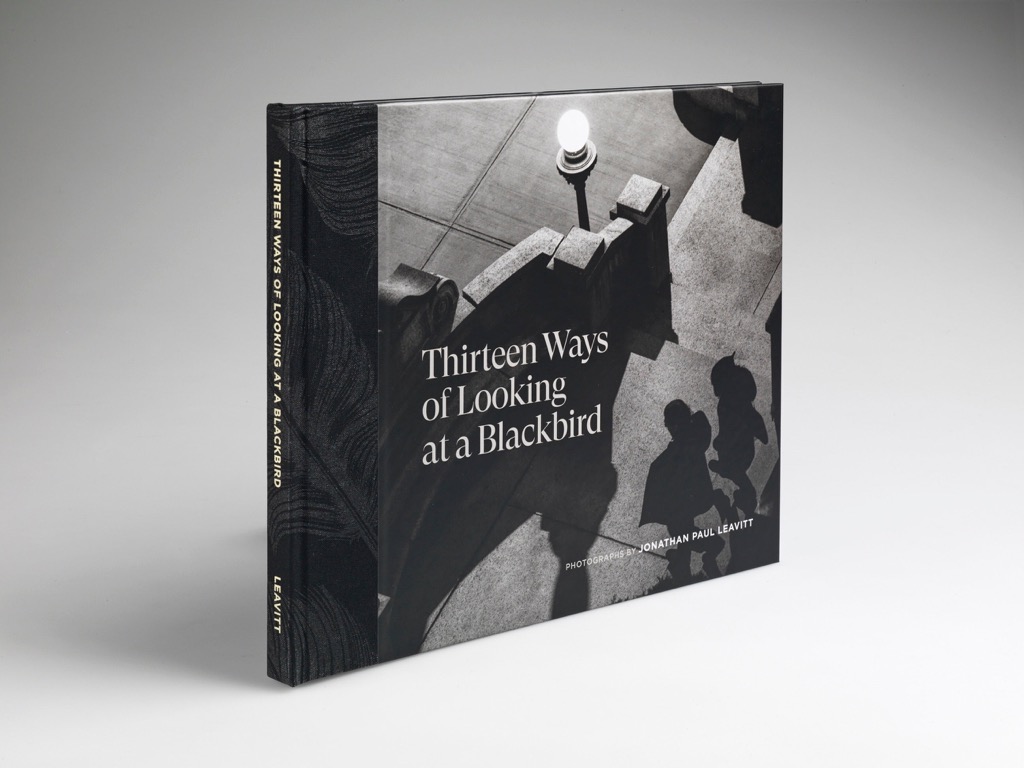 THIRTEEN WAYS OF LOOKING AT A BLACKBIRD
LEAVITT
Thirteen Ways
of Looking
at a Blackbird
PHOTOGRAPHS BY JONATHAN PAUL LEAVITT